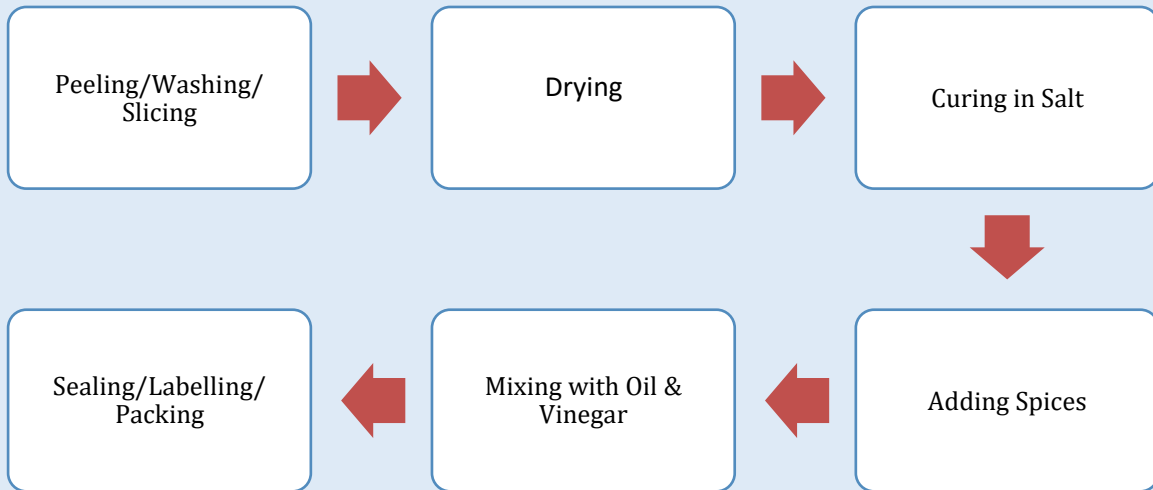 Peeling/Washing/
Slicing
Drying
Curing in Salt
Adding Spices
Mixing with Oil &
Vinegar
Sealing/Labelling/
Packing